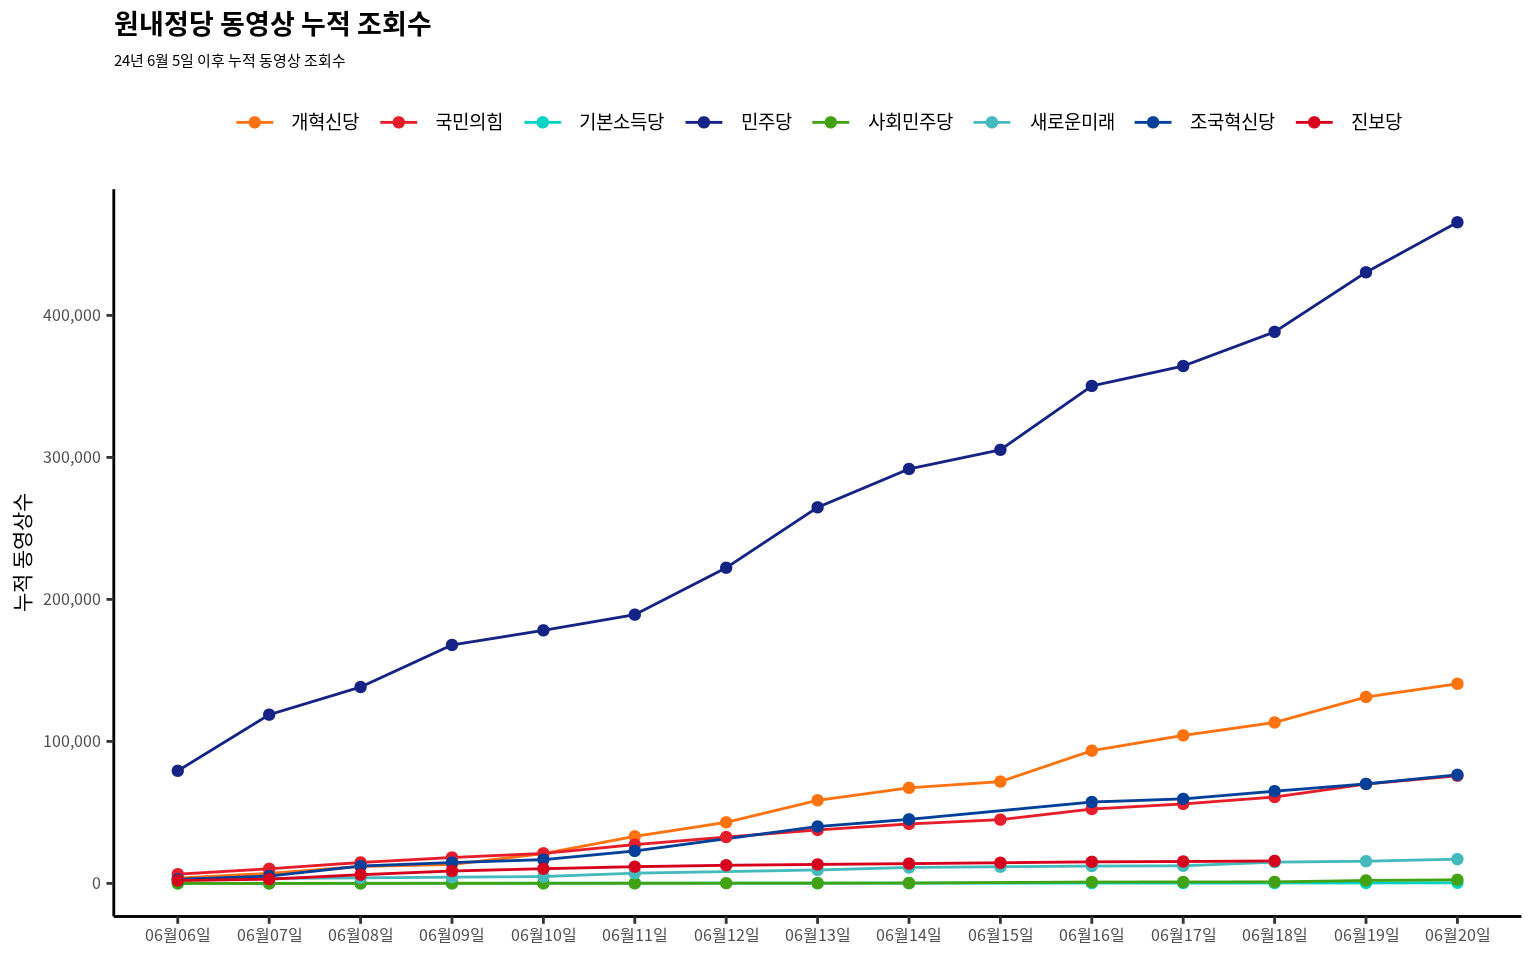 원내정당 동영상 누적 조회수
24년 6월 5일 이후 누적 동영상 조회수
개혁신당 국민의힘 기본소득당 민주당 사회민주당 새로운미래 조국혁신당 진보당
누적 동영상수
400,000
300,000
200,000
100,000
0
06월06일 06월07일 06월08일 06월09일 06월10일 06월11일 06월12일 06월13일 06월14일 06월15일 06월16일 06월17일 06월18일 06월19일 06월20일